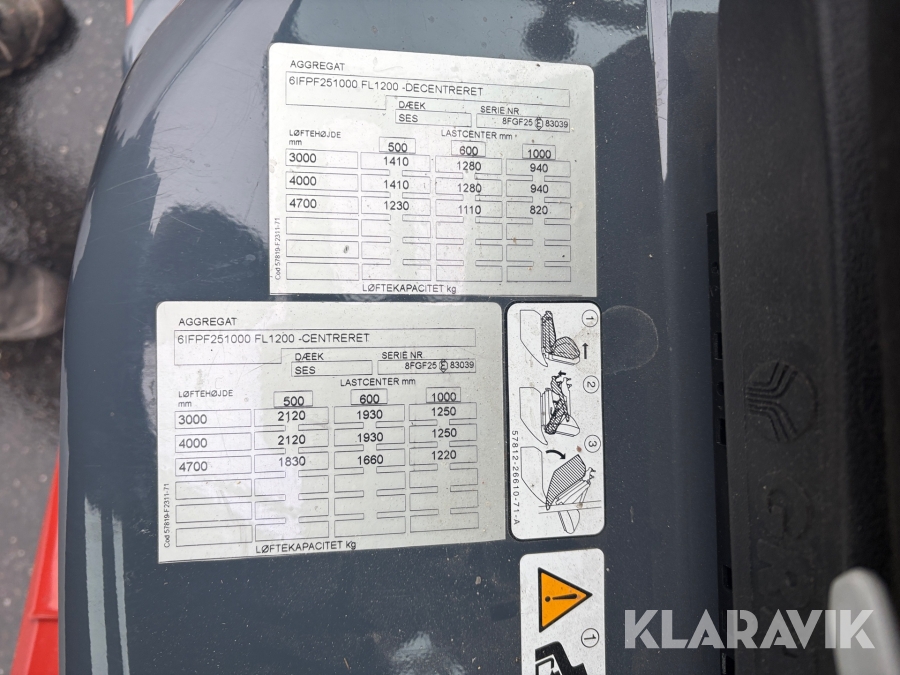 AGGREGAT
6IFPF251000 FL1200 -DECENTRERET
DÆEK SERIE NR
SES 8FGF25 E 83039
LØFTEHØJDE LASTCENTER mm
mm 500 600 1000
3000 1410 1280 940
4000 1410 1280 940
4700 1230 1110 820
LØFTEKAPACITET kg
Cod 57819-F2311-71
AGGREGAT
6IFPF251000 FL1200 -CENTRERET
DÆEK SERIE NR
SES 8FGF25 E 83039
LØFTEHØJDE LASTCENTER mm
mm 500 600 1000
3000 2120 1930 1250
4000 2120 1930 1250
4700 1830 1660 1220
LØFTEKAPACITET kg
Cod 57819-F2311-71
1
2
3
57812-26610-71-A
!
1
KLARAVIK